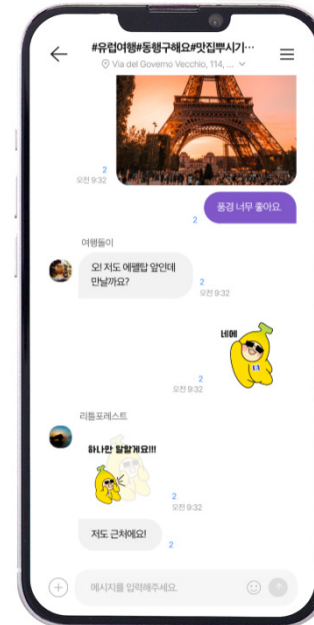 #유럽여행#동행구해요#맛집뿌시기…
Via del Governo Vecchio, 114, ...
2
오전 9:32
풍경 너무 좋아요.
2
여행돌이
오! 저도 에펠탑 앞인데
만날까요?
2
오전 9:32
네에
2
오전 9:32
리틀포레스트
하나만 말할게요!!!
2
오전 9:32
저도 근처에요!
2
메시지를 입력해주세요.